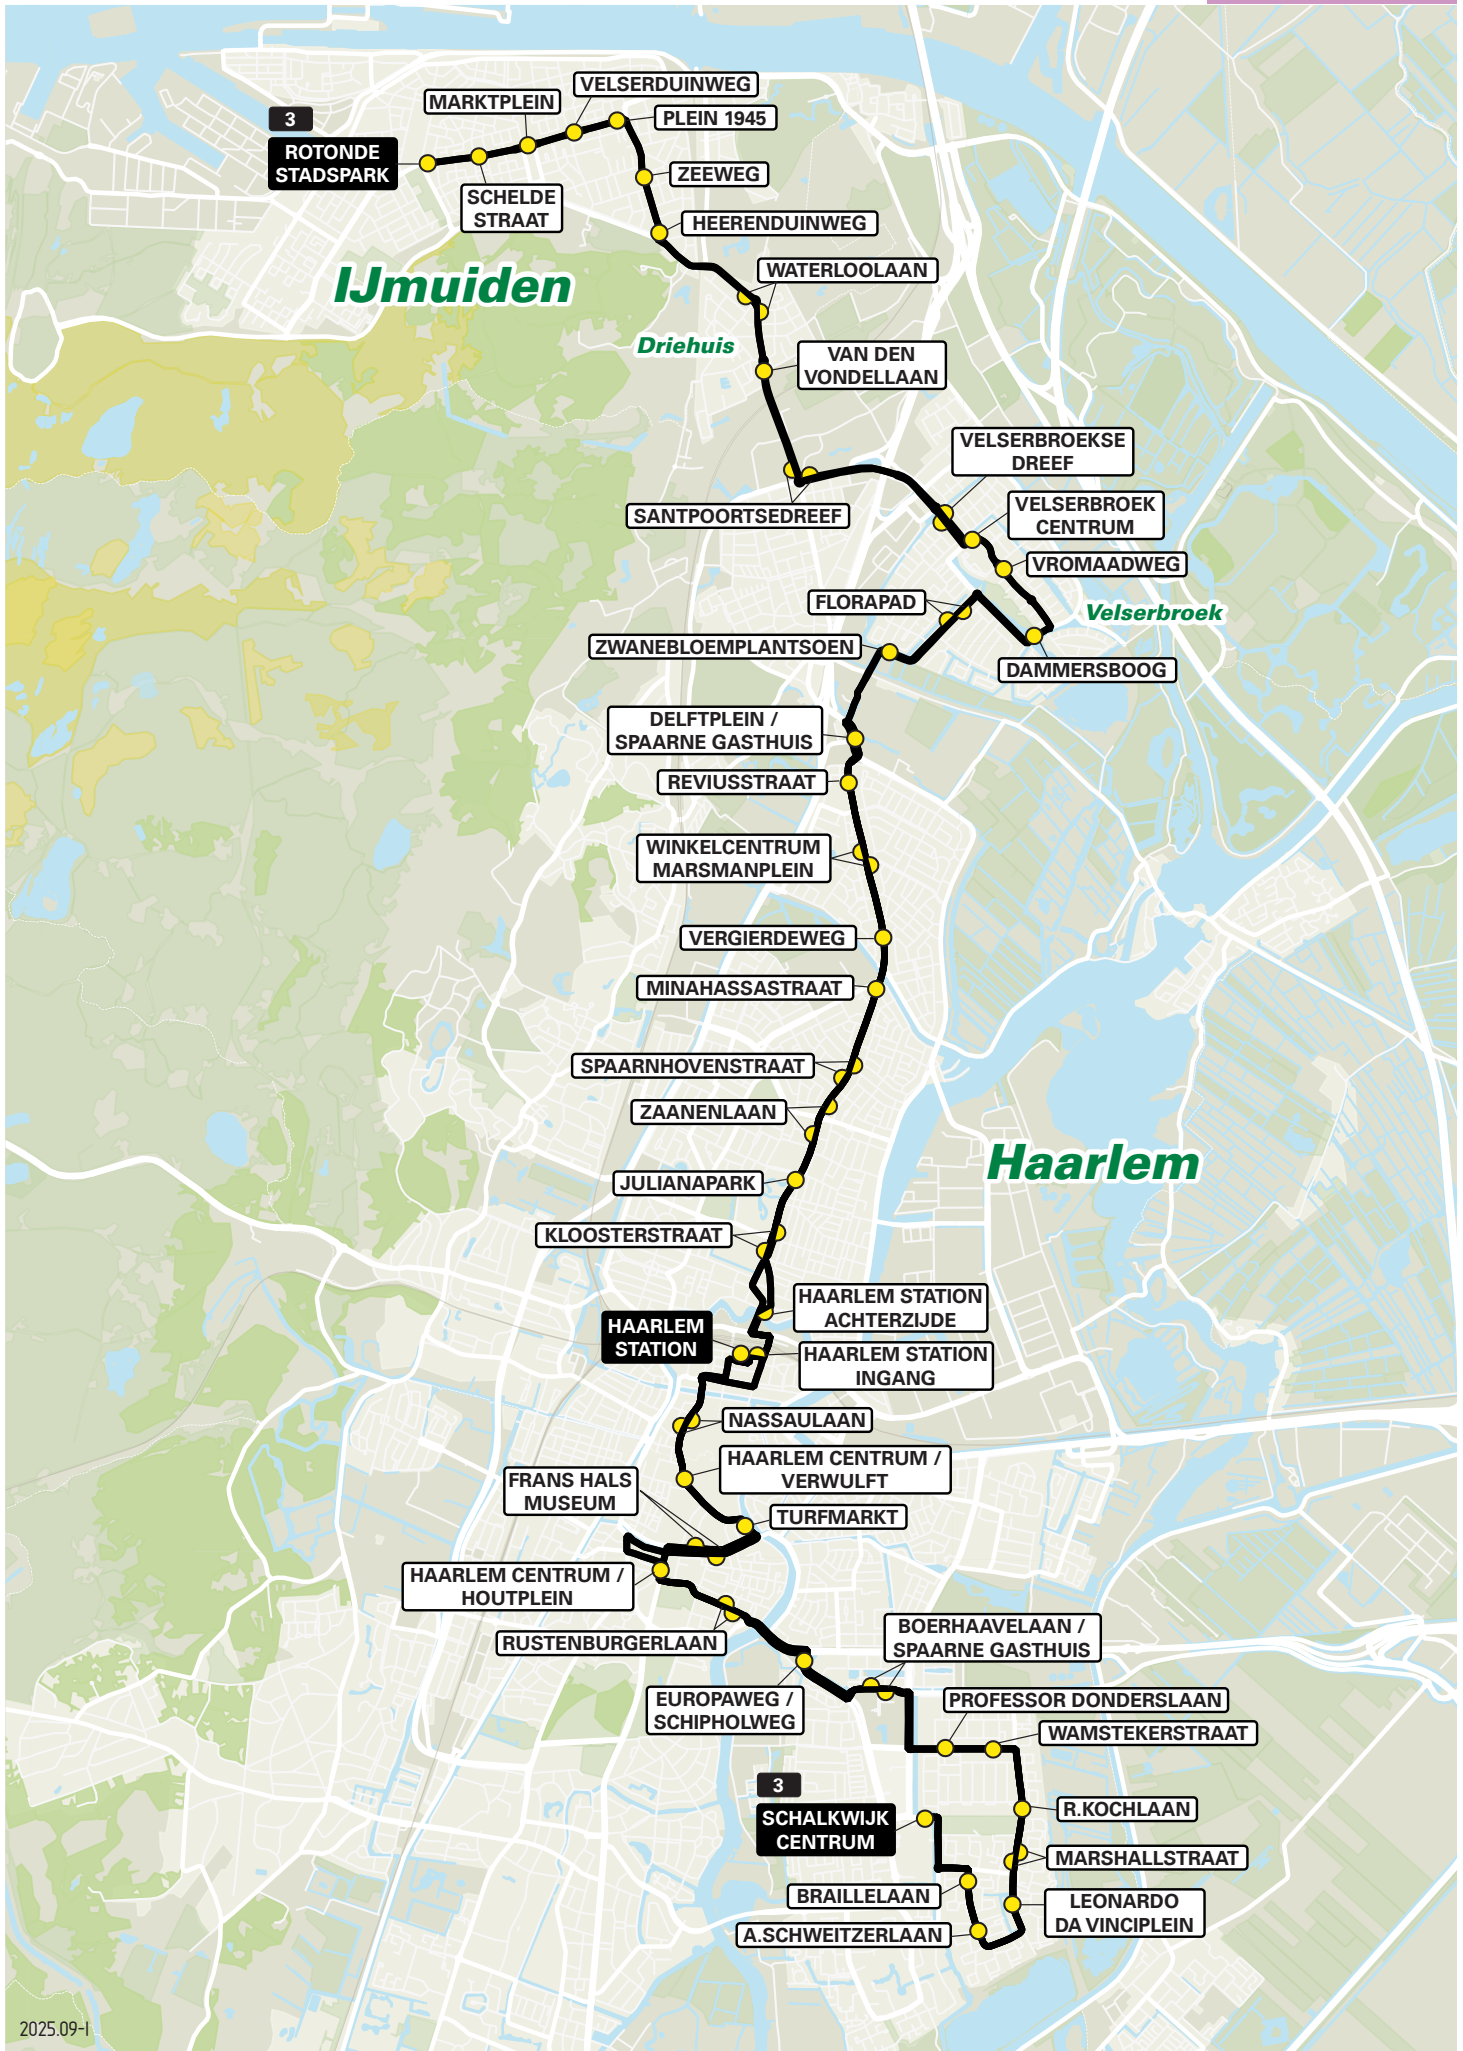 VELSERDUINWEG
MARKTPLEIN
PLEIN 1945
3
ROTONDE
STADSPARK
ZEEWEG
SCHELDE
STRAAT
HEERENDUINWEG
WATERLOOLAAN
IJmuiden
Driehuis
VAN DEN
VONDELLAAN
VELSERBROEKSE
DREEF
SANTPOORTSEDREEF
VELSERBROEK
CENTRUM
VROMAADWEG
FLORAPAD
Velserbroek
ZWANEBLOEMPLANTSOEN
DAMMERSBOOG
DELFTPLEIN /
SPAARNE GASTHUIS
REVIUSSTRAAT
WINKELCENTRUM
MARSMANPLEIN
VERGIERDEWEG
MINAHASSASTRAAT
SPAARNHOVENSTRAAT
ZAANENLAAN
Haarlem
JULIANAPARK
KLOOSTERSTRAAT
HAARLEM STATION
ACHTERZIJDE
HAARLEM
STATION
HAARLEM STATION
INGANG
NASSAULAAN
HAARLEM CENTRUM /
VERWULFT
FRANS HALS
MUSEUM
TURFMARKT
HAARLEM CENTRUM /
HOUTPLEIN
RUSTENBURGERLAAN
BOERHAAVELAAN /
SPAARNE GASTHUIS
EUROPAWEG /
SCHIPHOLWEG
PROFESSOR DONDERSLAAN
WAMSTEKERSTRAAT
3
SCHALKWIJK
CENTRUM
R.KOCHLAAN
MARSHALLSTRAAT
BRAILLELAAN
LEONARDO
DA VINCIPLEIN
A.SCHWEITZERLAAN
2025.09-I